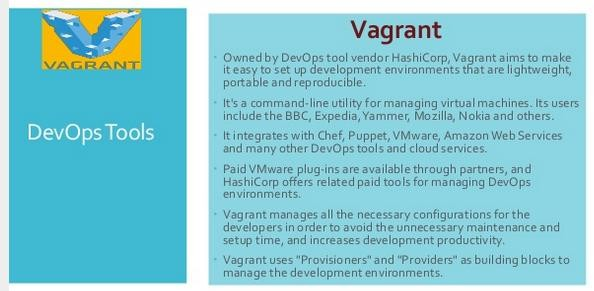 VAGRANT
DevOps Tools
Vagrant
Owned by DevOps tool vendor HashiCorp, Vagrant aims to make
it easy to set up development environments that are lightweight,
portable and reproducible.
It's a command-line utility for managing virtual machines. Its users
include the BBC, Expedia, Yammer, Mozilla, Nokia and others.
It integrates with Chef, Puppet, VMware, Amazon Web Services
and many other DevOps tools and cloud services.
Paid VMware plug-ins are available through partners, and
HashiCorp offers related paid tools for managing DevOps
environments.
Vagrant manages all the necessary configurations for the
developers in order to avoid the unnecessary maintenance and
setup time, and increases development productivity.
Vagrant uses "Provisioners" and "Providers" as building blocks to
manage the development environments.